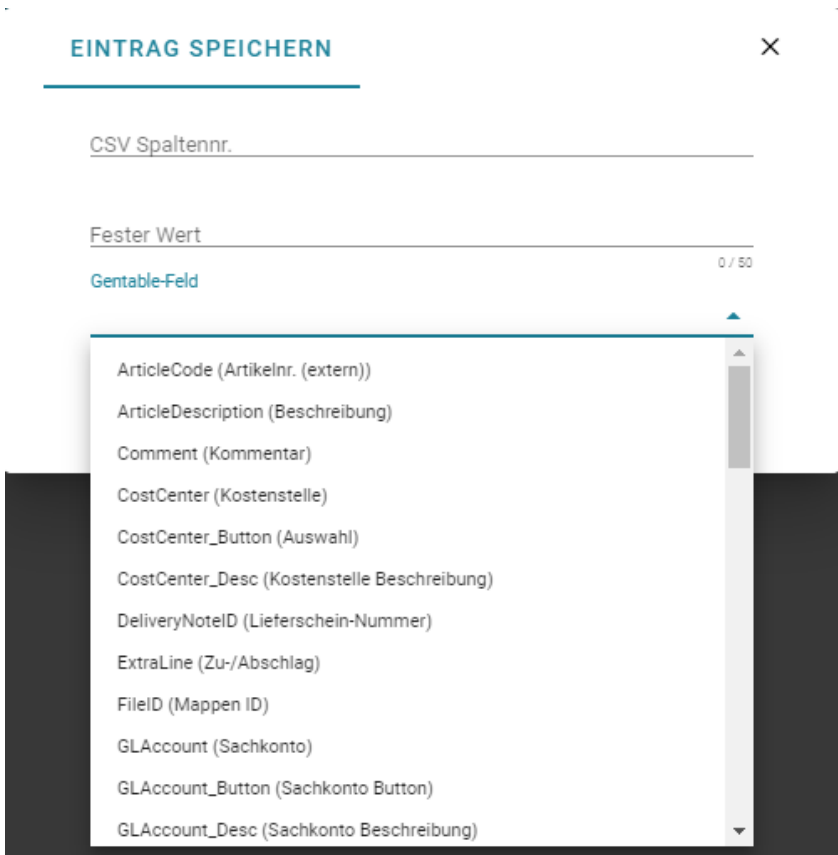 EINTRAG SPEICHERN
CSV Spaltennr.
Fester Wert
0 / 50
Gentable-Feld
ArticleCode (Artikelnr. (extern))
ArticleDescription (Beschreibung)
Comment (Kommentar)
CostCenter (Kostenstelle)
CostCenter_Button (Auswahl)
CostCenter_Desc (Kostenstelle Beschreibung)
DeliveryNoteID (Lieferschein-Nummer)
ExtraLine (Zu-/Abschlag)
FileID (Mappen ID)
GLAccount (Sachkonto)
GLAccount_Button (Sachkonto Button)
GLAccount_Desc (Sachkonto Beschreibung)